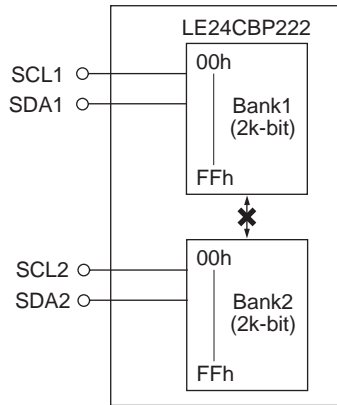 LE24CBP222
SCL1
SDA1
00h
Bank1
(2k-bit)
FFh
SCL2
SDA2
00h
Bank2
(2k-bit)
FFh